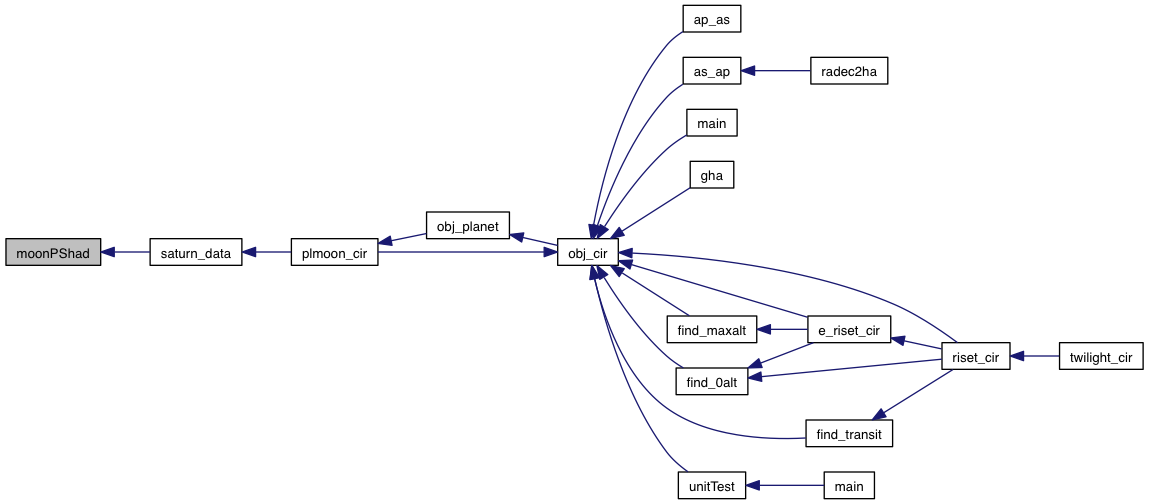 ap_as
as_ap
radec2ha
main
gha
obj_planet
moonPShad
saturn_data
plmoon_cir
obj_cir
find_maxalt
e_riset_cir
riset_cir
twilight_cir
find_0alt
find_transit
unitTest
main